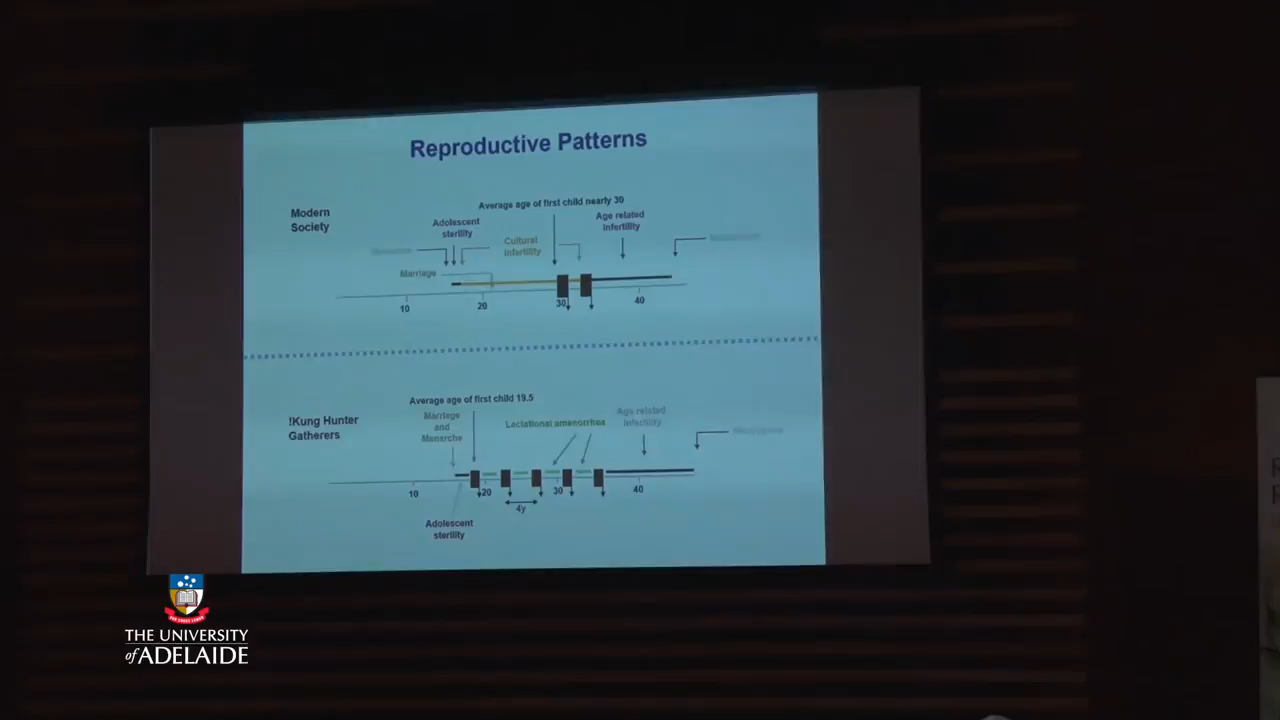 Reproductive Patterns
Modern
Society
Average age of first child nearly 30
Adolescent
sterility
Age related
infertility
Cultural
infertility
Marriage
10
20
30
40
!Kung Hunter
Gatherers
Average age of first child 19.5
Marriage
and
Menarche
Lactational amenorrhea
Age related
infertility
10
20
30
40
4y
Adolescent
sterility
THE UNIVERSITY
of ADELAIDE